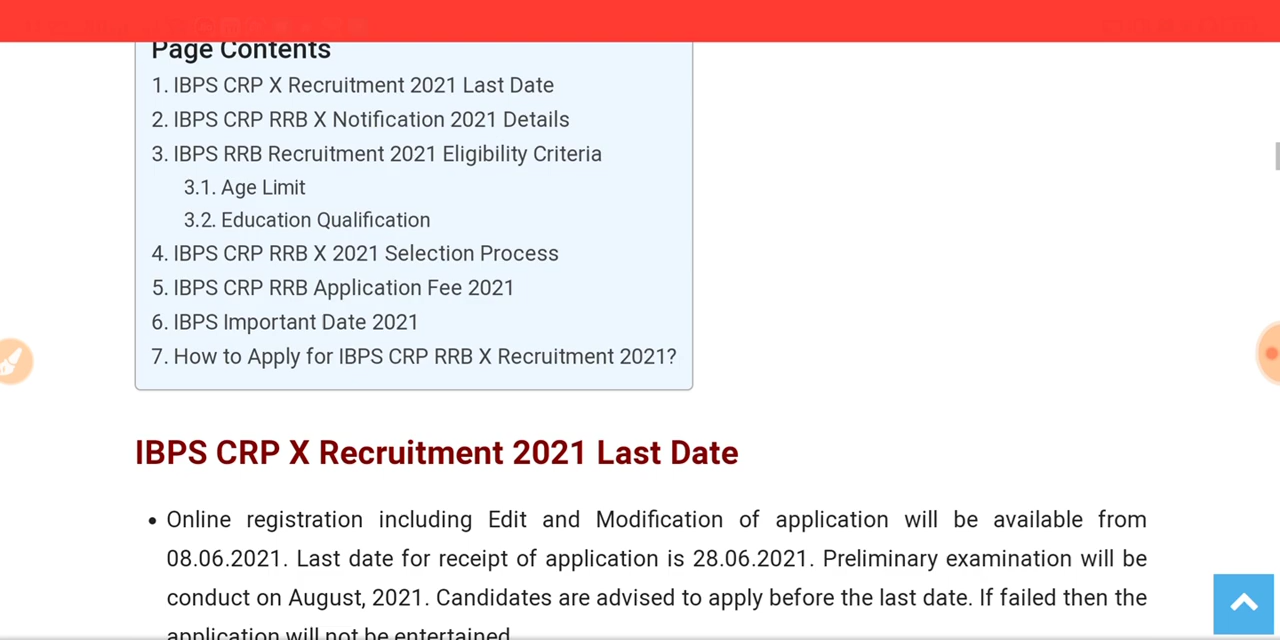 Page Contents
1. IBPS CRP X Recruitment 2021 Last Date
2. IBPS CRP RRB X Notification 2021 Details
3. IBPS RRB Recruitment 2021 Eligibility Criteria
3.1. Age Limit
3.2. Education Qualification
4. IBPS CRP RRB X 2021 Selection Process
5. IBPS CRP RRB Application Fee 2021
6. IBPS Important Date 2021
7. How to Apply for IBPS CRP RRB X Recruitment 2021?
IBPS CRP X Recruitment 2021 Last Date
• Online registration including Edit and Modification of application will be available from
08.06.2021. Last date for receipt of application is 28.06.2021. Preliminary examination will be
conduct on August, 2021. Candidates are advised to apply before the last date. If failed then the
application will not be entertained.